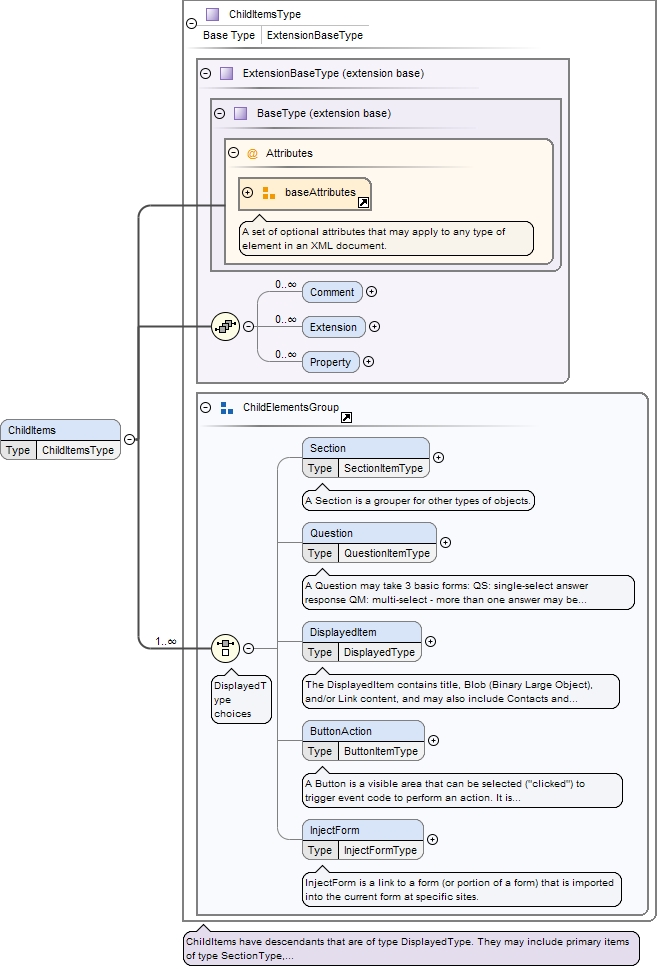 ChildItemsType
Base Type ExtensionBaseType
ExtensionBaseType (extension base)
BaseType (extension base)
@ Attributes
baseAttributes
A set of optional attributes that may apply to any type of
element in an XML document.
0..∞ Comment
0..∞ Extension
0..∞ Property
ChildItems
Type ChildItemsType
ChildElementsGroup
Section
Type SectionItemType
A Section is a grouper for other types of objects.
Question
Type QuestionItemType
A Question may take 3 basic forms: QS: single-select answer
response QM: multi-select - more than one answer may be...
1..∞
DisplayedT
ype
choices
DisplayedItem
Type DisplayedType
The DisplayedItem contains title, Blob (Binary Large Object),
and/or Link content, and may also include Contacts and...
ButtonAction
Type ButtonItemType
A Button is a visible area that can be selected ("clicked") to
trigger event code to perform an action. It is...
InjectForm
Type InjectFormType
InjectForm is a link to a form (or portion of a form) that is imported
into the current form at specific sites.
ChildItems have descendants that are of type DisplayedType. They may include primary items
of type SectionType,...